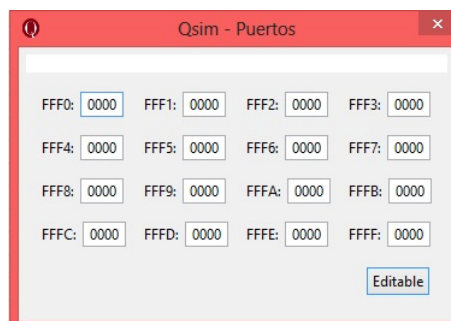 Qsim - Puertos
FFF0: 0000 FFF1: 0000 FFF2: 0000 FFF3: 0000
FFF4: 0000 FFF5: 0000 FFF6: 0000 FFF7: 0000
FFF8: 0000 FFF9: 0000 FFFA: 0000 FFFB: 0000
FFFC: 0000 FFFD: 0000 FFFE: 0000 FFFF: 0000
Editable